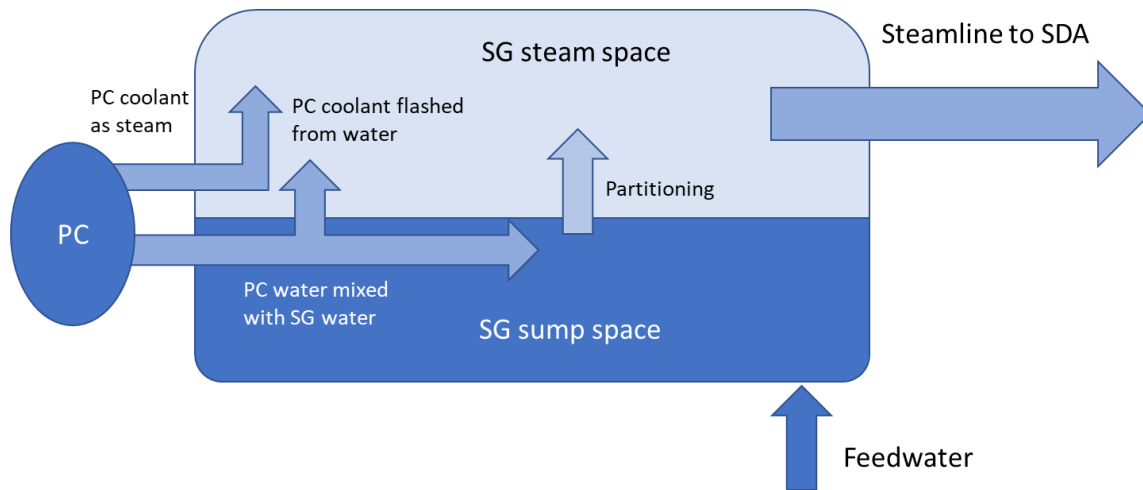 SG steam space
Steamline to SDA
PC coolant
as steam
PC coolant flashed
from water
Partitioning
PC
PC water mixed
with SG water
SG sump space
Feedwater